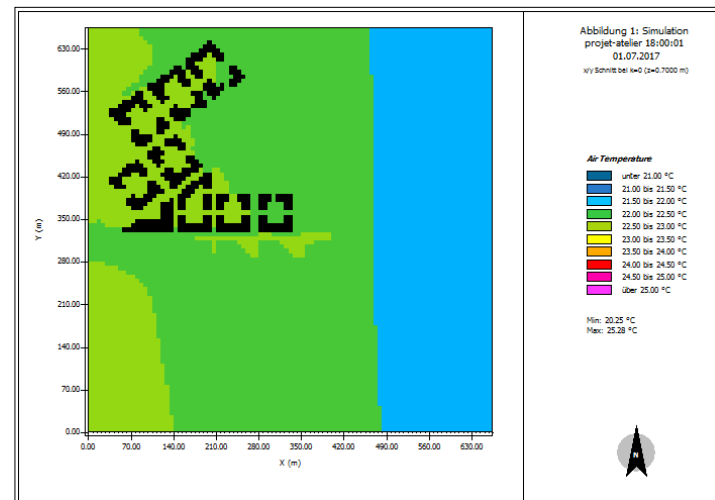 Abbildung 1: Simulation
projet-atelier 18:00:01
01.07.2017
x/y Schnitt bei k=0 (z=0.7000 m)
Air Temperature
unter 21.00 °C
21.00 bis 21.50 °C
21.50 bis 22.00 °C
22.00 bis 22.50 °C
22.50 bis 23.00 °C
23.00 bis 23.50 °C
23.50 bis 24.00 °C
24.00 bis 24.50 °C
24.50 bis 25.00 °C
über 25.00 °C
Min: 20.25 °C
Max: 25.28 °C
N
Y (m)
630.00
560.00
490.00
420.00
350.00
280.00
210.00
140.00
70.00
0.00
0.00 70.00 140.00 210.00 280.00 350.00 420.00 490.00 560.00 630.00
X (m)